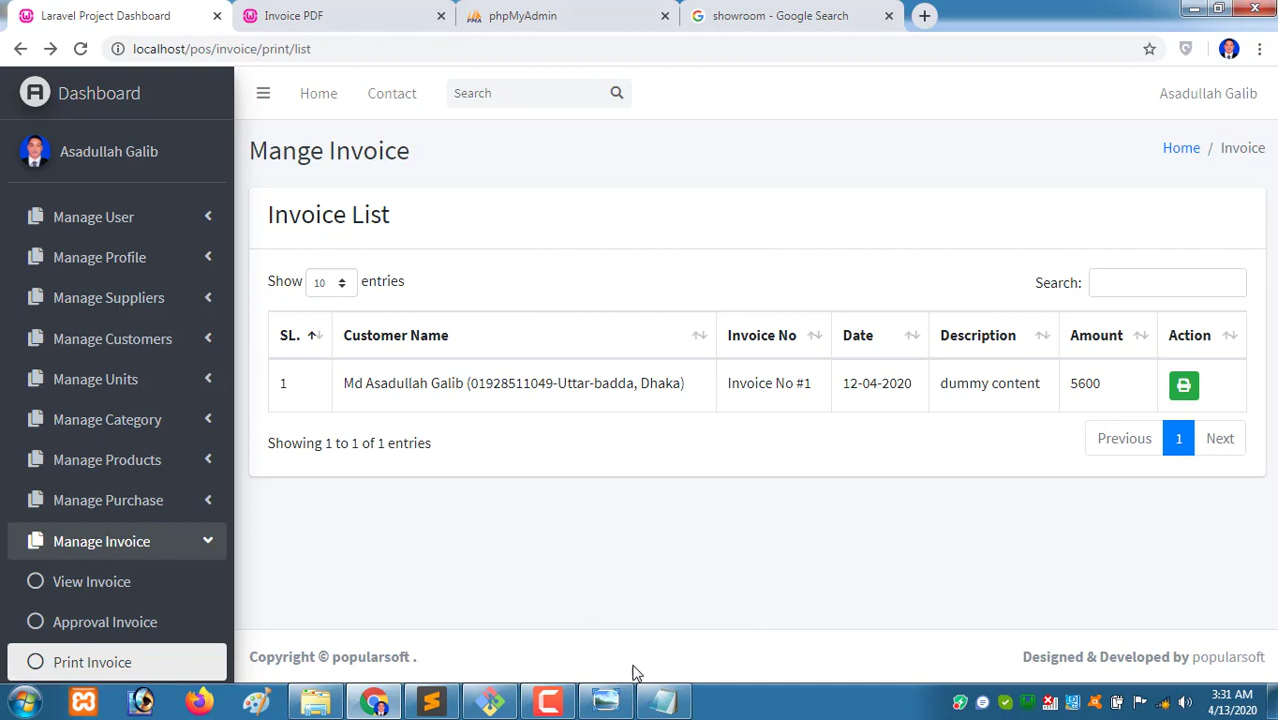 Laravel Project Dashboard
Invoice PDF
phpMyAdmin
showroom - Google Search
localhost/pos/invoice/print/list
Dashboard
Home
Contact
Search
Asadullah Galib
Asadullah Galib
Mange Invoice
Home / Invoice
Manage User
Manage Profile
Manage Suppliers
Manage Customers
Manage Units
Manage Category
Manage Products
Manage Purchase
Manage Invoice
View Invoice
Approval Invoice
Print Invoice
Invoice List
Show 10 entries
Search:
SL. Customer Name Invoice No Date Description Amount Action
1 Md Asadullah Galib (01928511049-Uttar-badda, Dhaka) Invoice No #1 12-04-2020 dummy content 5600
Showing 1 to 1 of 1 entries
Previous 1 Next
Copyright © popularsoft .
Designed & Developed by popularsoft
3:31 AM
4/13/2020